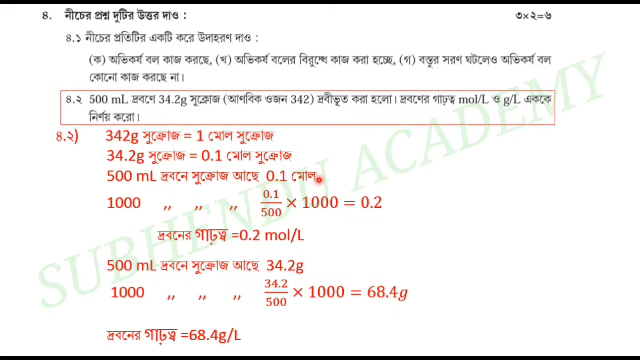 ৪. নীচের প্রশ্ন দুটির উত্তর দাও : ৩×২=৬
৪.১ নীচের প্রতিটির একটি করে উদাহরণ দাও :
(ক) অভিকর্ষ বল কাজ করছে, (খ) অভিকর্ষ বলের বিরুদ্ধে কাজ করা হচ্ছে, (গ) বস্তুর সরণ ঘটলেও অভিকর্ষ বল
কোনো কাজ করছে না।
৪.২ 500 mL দ্রবণে 34.2g সুক্রোজ (আণবিক ওজন 342) দ্রবীভূত করা হলো। দ্রবণের গাঢ়ত্ব mol/L ও g/L এককে
নির্ণয় করো।
৪.২) 342g সুক্রোজ = 1 মোল সুক্রোজ
34.2g সুক্রোজ = 0.1 মোল সুক্রোজ
500 mL দ্রবনে সুক্রোজ আছে 0.1 মোল
1000 ,, ,, ,, 0.1/500 × 1000 = 0.2
দ্রবনের গাঢ়ত্ব =0.2 mol/L
500 mL দ্রবনে সুক্রোজ আছে 34.2g
1000 ,, ,, ,, 34.2/500 × 1000 = 68.4g
দ্রবনের গাঢ়ত্ব =68.4g/L
SUBHENDU ACADEMY